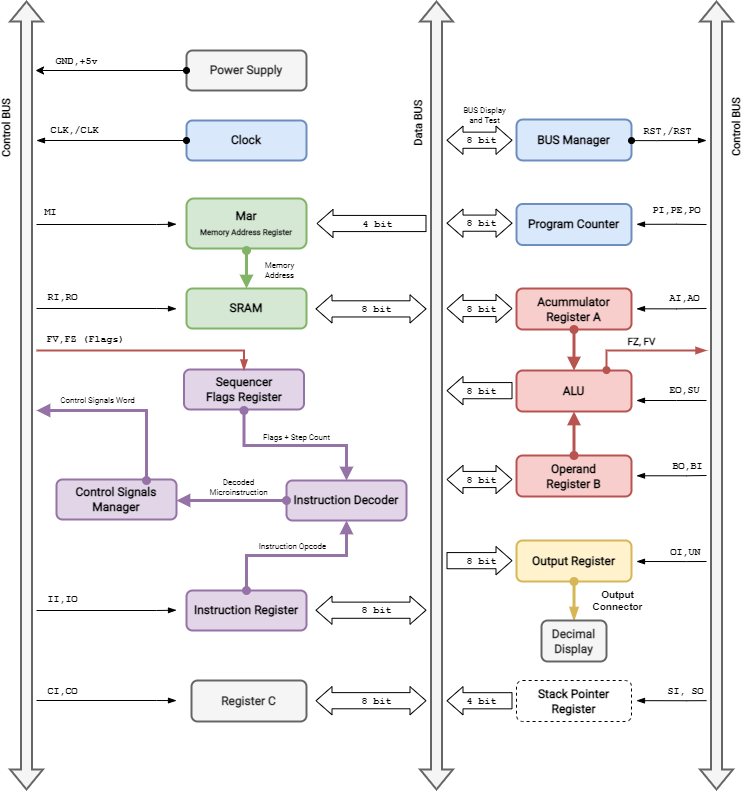 GND,+5v
Power Supply
Control BUS
Data BUS
Control BUS
CLK,/CLK
Clock
BUS Display
and Test
8 bit
BUS Manager
RST,/RST
MI
Mar
Memory Address Register
4 bit
8 bit
Program Counter
PI,PE,PO
Memory
Address
RI,RO
SRAM
8 bit
8 bit
Acummulator
Register A
AI,AO
FV,FZ (Flags)
FZ,FV
Sequencer
Flags Register
8 bit
ALU
EO,SU
Control Signals Word
Flags + Step Count
Control Signals
Manager
Decoded
Microinstruction
Instruction Decoder
8 bit
Operand
Register B
BO,BI
Instruction Opcode
8 bit
Output Register
OI,UN
Output
Connector
II,IO
Instruction Register
8 bit
Decimal
Display
CI,CO
Register C
8 bit
4 bit
Stack Pointer
Register
SI, SO